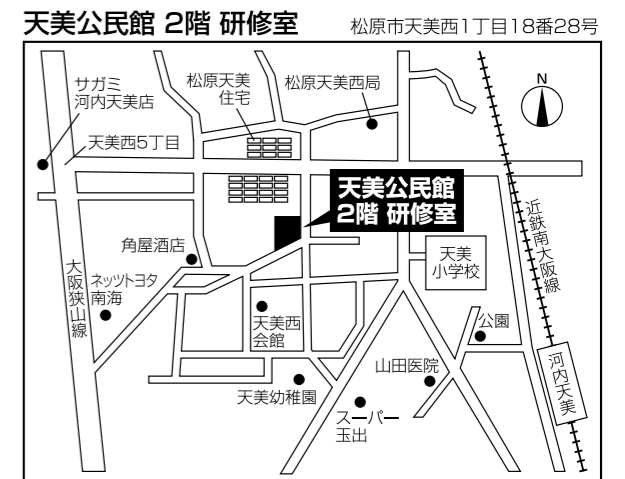 天美公民館 2階 研修室
松原市天美西1丁目18番28号
サガミ
河内天美店
松原天美
住宅
松原天美西局
N
天美西5丁目
天美公民館
2階 研修室
角屋酒店
天美
小学校
近鉄南大阪線
大阪狭山線
ネッツトヨタ
南海
天美西
会館
公園
山田医院
河内天美
天美幼稚園
スーパー
玉出